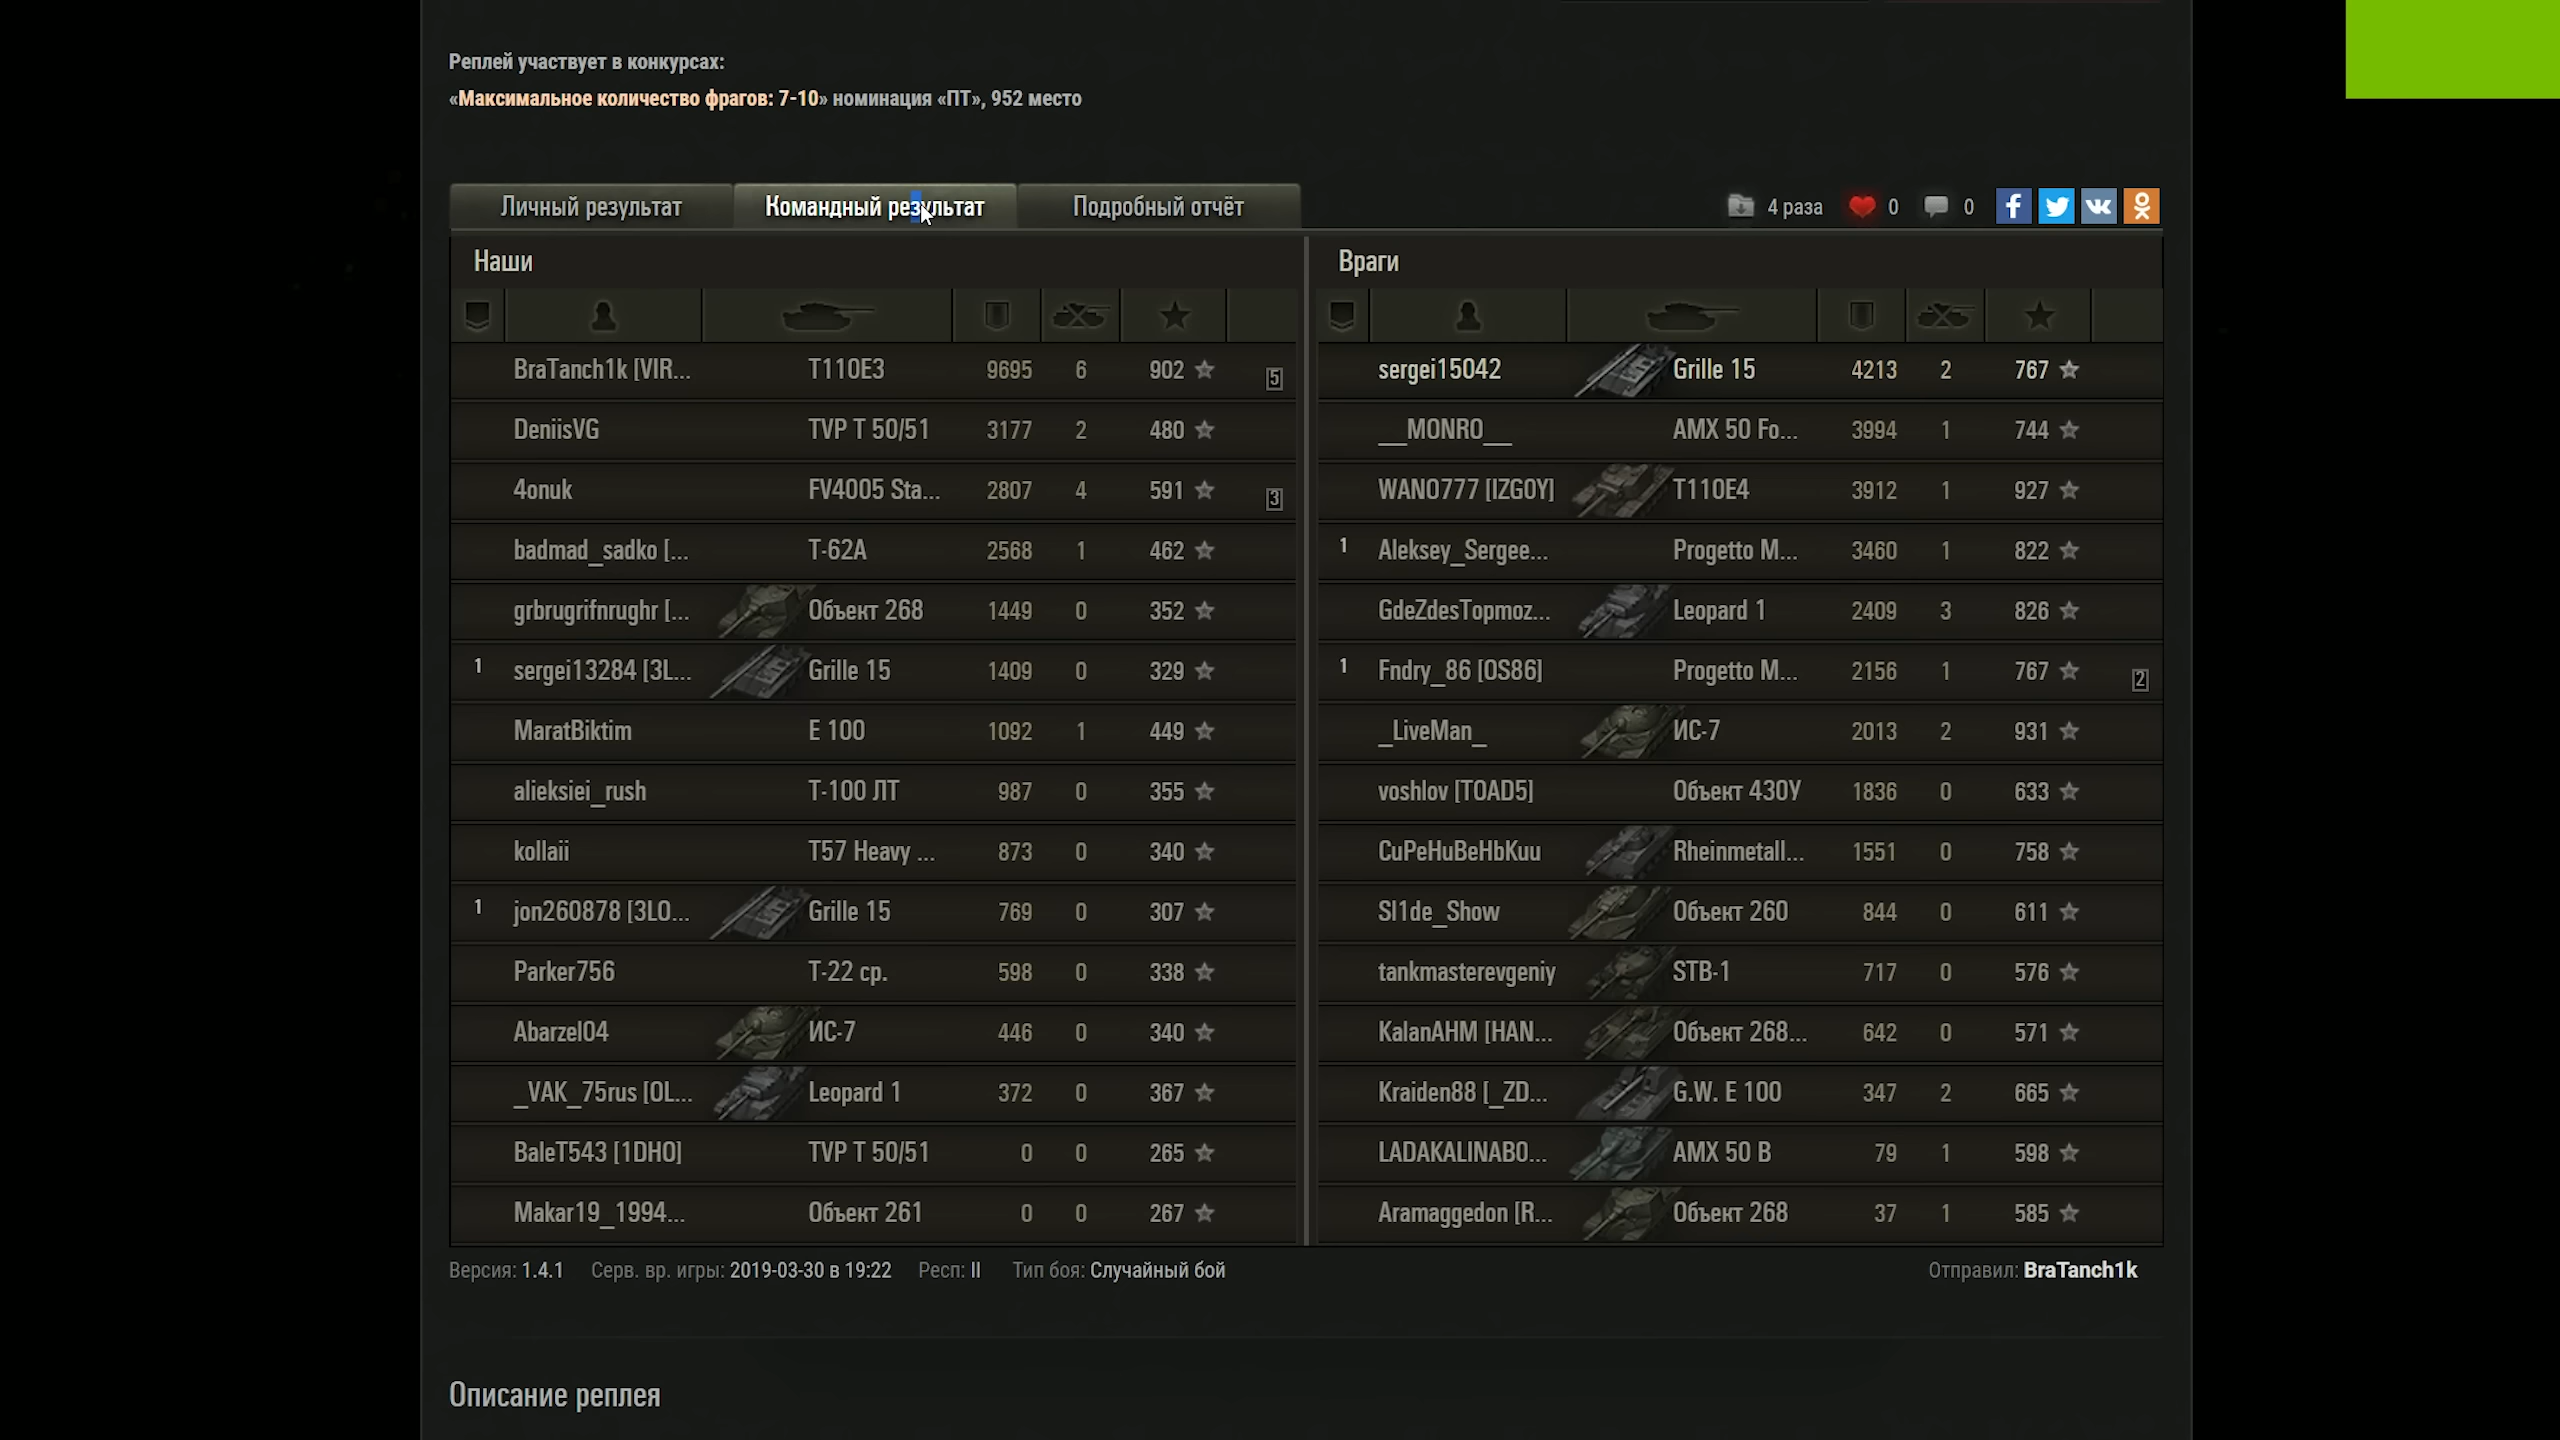 Реплей участвует в конкурсах:
«Максимальное количество фрагов: 7-10» номинация «ПТ», 952 место
Личный результат Командный результат Подробный отчёт 4 раза 0 0
Наши Враги
BraTanch1k [VIR... T110E3 9695 6 902 5 sergei15042 Grille 15 4213 2 767
DeniisVG TVP T 50/51 3177 2 480 __MONRO__ AMX 50 Fo... 3994 1 744
4onuk FV4005 Sta... 2807 4 591 3 WANO777 [IZGOY] T110E4 3912 1 927
badmad_sadko [... Т-62А 2568 1 462 1 Aleksey_Sergee... Progetto M... 3460 1 822
grbrugrifnrughr [... Объект 268 1449 0 352 GdeZdesTopmoz... Leopard 1 2409 3 826
1 sergei13284 [3L... Grille 15 1409 0 329 1 Fndry_86 [OS86] Progetto M... 2156 1 767 2
MaratBiktim E 100 1092 1 449 _LiveMan_ ИС-7 2013 2 931
alieksiei_rush Т-100 ЛТ 987 0 355 voshlov [TOAD5] Объект 430У 1836 0 633
kollaii T57 Heavy ... 873 0 340 CuPeHuBeHbKuu Rheinmetall... 1551 0 758
1 jon260878 [3LO... Grille 15 769 0 307 Sl1de_Show Объект 260 844 0 611
Parker756 Т-22 ср. 598 0 338 tankmasterevgeniy STB-1 717 0 576
Abarzel04 ИС-7 446 0 340 KalanAHM [HAN... Объект 268... 642 0 571
_VAK_75rus [OL... Leopard 1 372 0 367 Kraiden88 [_ZD... G.W. E 100 347 2 665
BaleT543 [1DHO] TVP T 50/51 0 0 265 LADAKALINABO... AMX 50 B 79 1 598
Makar19_1994... Объект 261 0 0 267 Aramaggedon [R... Объект 268 37 1 585
Версия: 1.4.1 Серв. вр. игры: 2019-03-30 в 19:22 Респ: II Тип боя: Случайный бой Отправил: BraTanch1k
Описание реплея